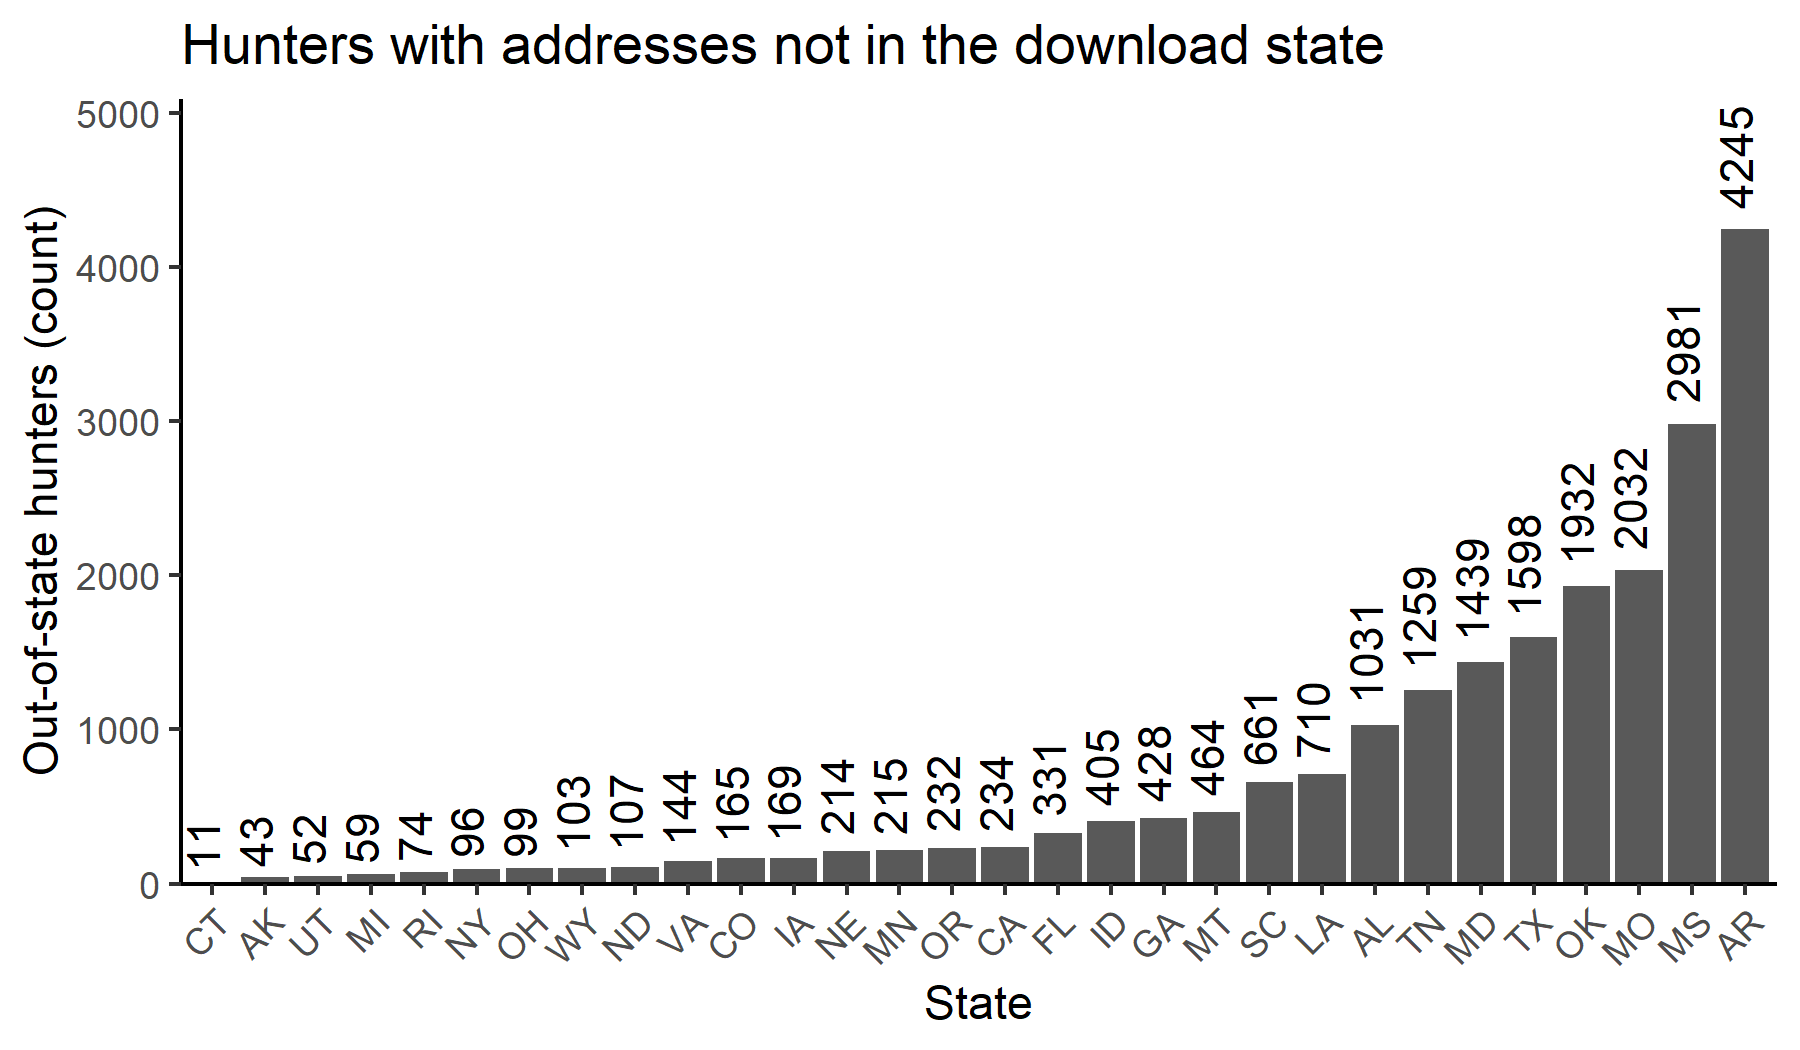 Hunters with addresses not in the download state
Out-of-state hunters (count)
5000
4000
3000
2000
1000
0
11
43
52
59
74
96
99
103
107
144
165
169
214
215
232
234
331
405
428
464
661
710
1031
1259
1439
1598
1932
2032
2981
4245
CT
AK
UT
MI
RI
NY
OH
WY
ND
VA
CO
IA
NE
MN
OR
CA
FL
ID
GA
MT
SC
LA
AL
TN
MD
TX
OK
MO
MS
AR
State